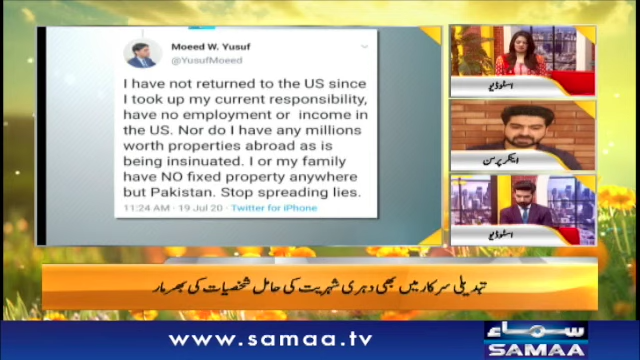 Moeed W. Yusuf
@YusufMoeed
I have not returned to the US since
I took up my current responsibility,
have no employment or income in
the US. Nor do I have any millions
worth properties abroad as is
being insinuated. I or my family
have NO fixed property anywhere
but Pakistan. Stop spreading lies.
11:24 AM - 19 Jul 20 - Twitter for iPhone
اسٹوڈیو
اینکر پرسن
اسٹوڈیو
تبدیلی سرکار میں بھی دہری شہریت کی حامل شخصیات کی بھرمار
www.samaa.tv
سماء
SAMAA